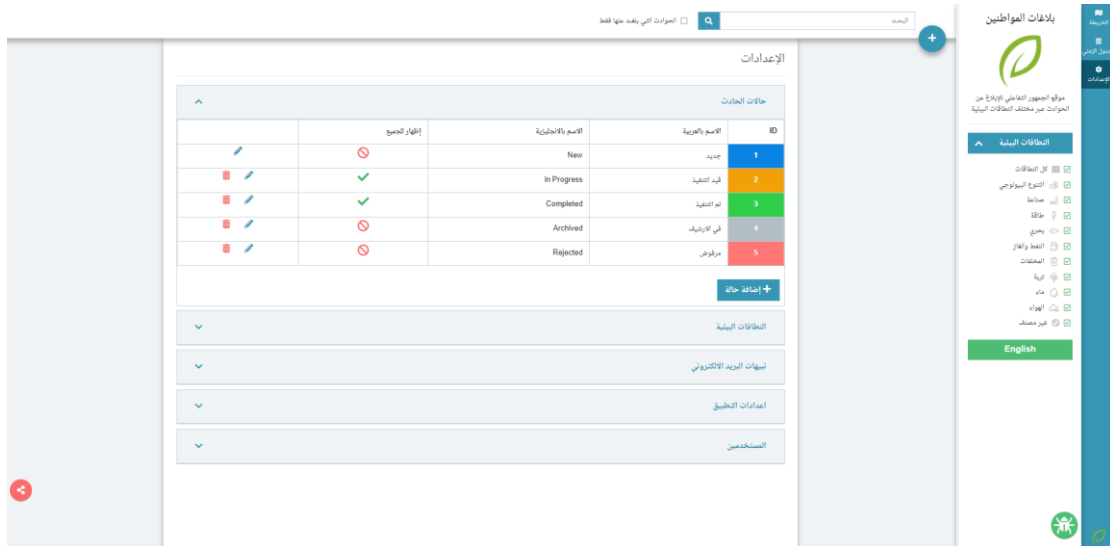 الخريطة
الإعدادات
بلاغات المواطنين
موقع الجمهور التفاعلي للإبلاغ عن
الحوادث عبر مختلف النطاقات البيئية
النطاقات البيئية
كل النطاقات
التنوع البيولوجي
صناعة
طاقة
بحري
النفط والغاز
المخلفات
تربة
ماء
الهواء
غير مصنف
English
البحث
الحوادث التي بلغت عنها فقط
الإعدادات
حالات الحادث
ID الاسم بالعربية الاسم بالانجليزية إظهار للجميع
1 جديد New
2 قيد التنفيذ In Progress
3 تم التنفيذ Completed
4 في الارشيف Archived
5 مرفوض Rejected
+ إضافة حالة
النطاقات البيئية
تنبيهات البريد الالكتروني
اعدادات التطبيق
المستخدمين